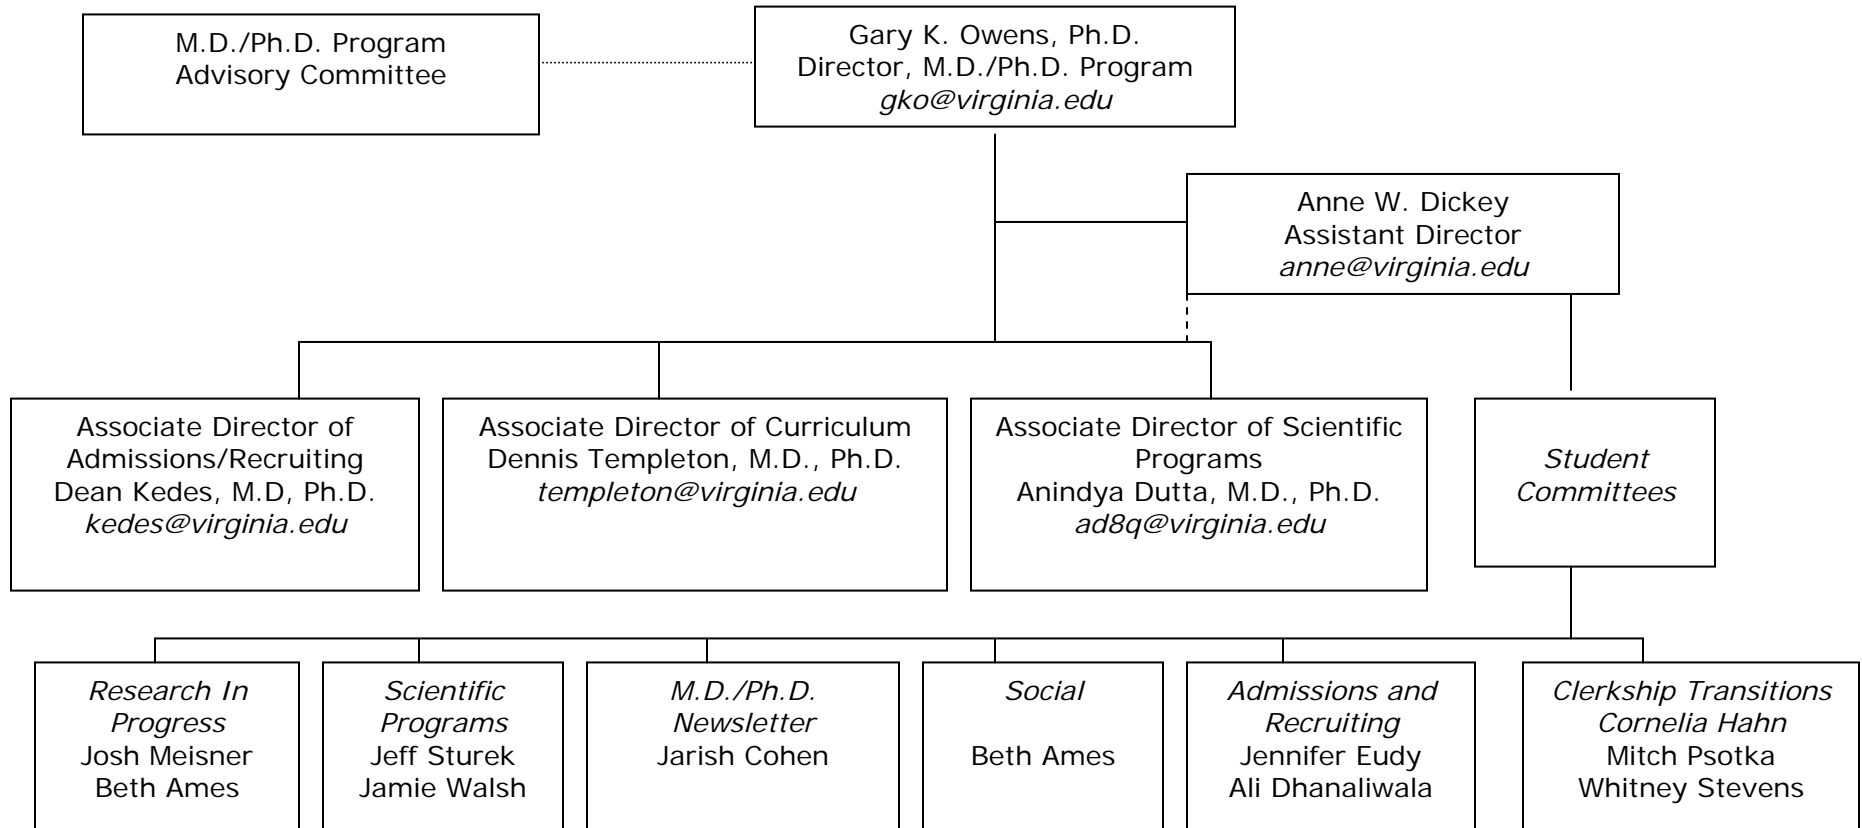 M.D./Ph.D. Program
Advisory Committee
Gary K. Owens, Ph.D.
Director, M.D./Ph.D. Program
gko@virginia.edu
Anne W. Dickey
Assistant Director
anne@virginia.edu
Associate Director of
Admissions/Recruiting
Dean Kedes, M.D, Ph.D.
kedes@virginia.edu
Associate Director of Curriculum
Dennis Templeton, M.D., Ph.D.
templeton@virginia.edu
Associate Director of Scientific
Programs
Anindya Dutta, M.D., Ph.D.
ad8q@virginia.edu
Student
Committees
Research In
Progress
Josh Meisner
Beth Ames
Scientific
Programs
Jeff Sturek
Jamie Walsh
M.D./Ph.D.
Newsletter
Jarish Cohen
Social
Beth Ames
Admissions and
Recruiting
Jennifer Eudy
Ali Dhanaliwala
Clerkship Transitions
Cornelia Hahn
Mitch Psotka
Whitney Stevens